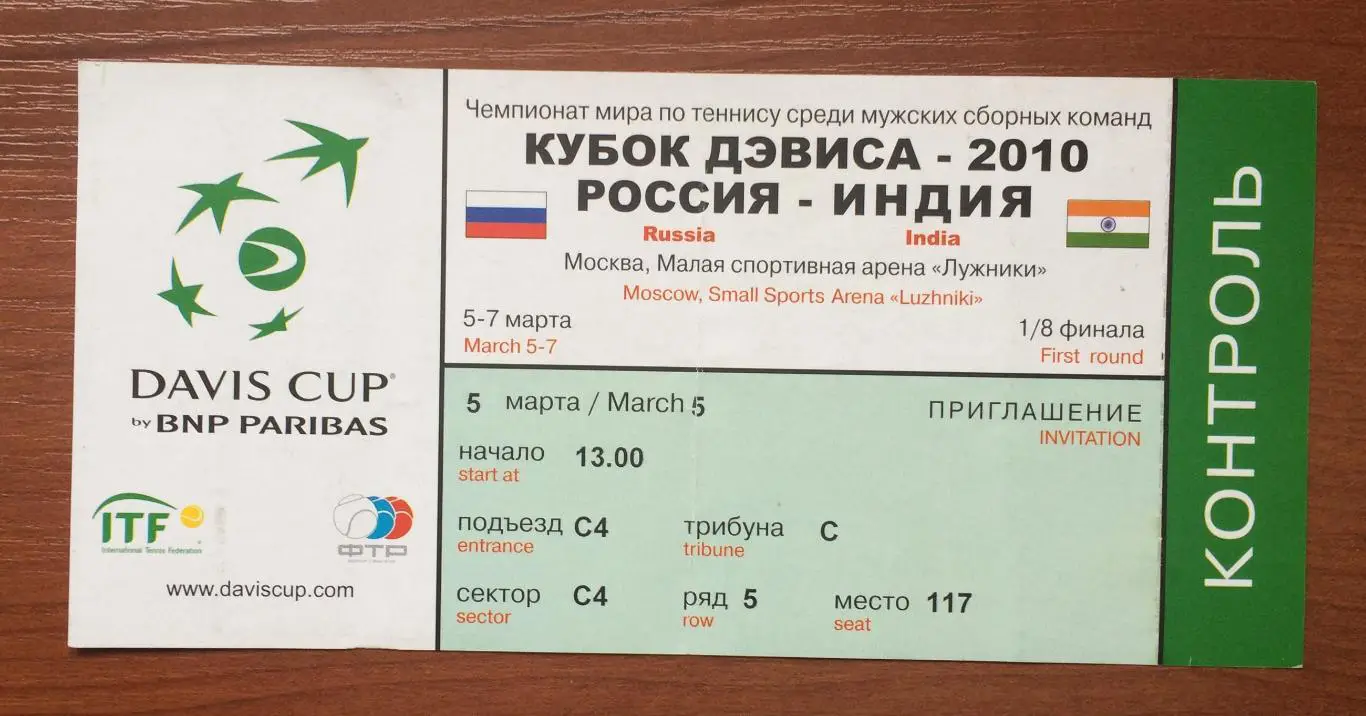 DAVIS CUP®
by BNP PARIBAS
ITF
International Tennis Federation
ФТР
www.daviscup.com
Чемпионат мира по теннису среди мужских сборных команд
КУБОК ДЭВИСА - 2010
РОССИЯ - ИНДИЯ
Russia India
Москва, Малая спортивная арена «Лужники»
Moscow, Small Sports Arena «Luzhniki»
5-7 марта 1/8 финала
March 5-7 First round
5 марта / March 5 ПРИГЛАШЕНИЕ
INVITATION
начало 13.00
start at
подъезд C4 трибуна C
entrance tribune
сектор C4 ряд 5 место 117
sector row seat
КОНТРОЛЬ